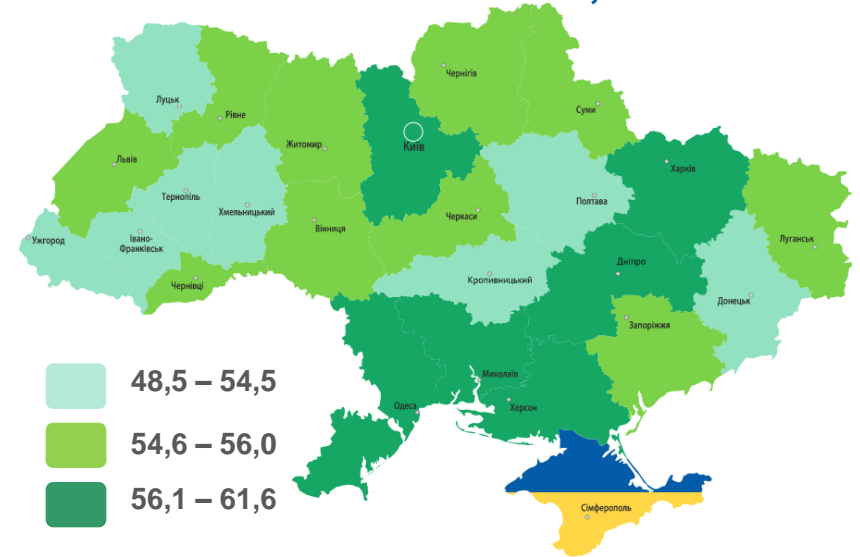 Чернігів
Луцьк
Рівне
Суми
Київ
Житомир
Львів
Харків
Тернопіль
Хмельницький
Полтава
Черкаси
Вінниця
Ужгород
Івано-
Франківськ
Луганськ
Дніпро
Кропивницький
Чернівці
Донецьк
Запоріжжя
Миколаїв
Одеса
Херсон
Сімферополь
48,5 – 54,5
54,6 – 56,0
56,1 – 61,6